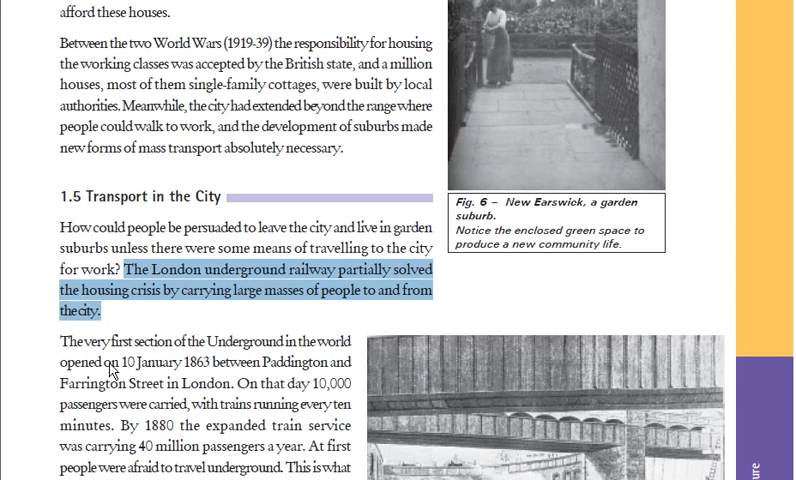 afford these houses.
Between the two World Wars (1919-39) the responsibility for housing
the working classes was accepted by the British state, and a million
houses, most of them single-family cottages, were built by local
authorities. Meanwhile, the city had extended beyond the range where
people could walk to work, and the development of suburbs made
new forms of mass transport absolutely necessary.
1.5 Transport in the City
How could people be persuaded to leave the city and live in garden
suburbs unless there were some means of travelling to the city
for work? The London underground railway partially solved
the housing crisis by carrying large masses of people to and from
the city.
The very first section of the Underground in the world
opened on 10 January 1863 between Paddington and
Farrington Street in London. On that day 10,000
passengers were carried, with trains running every ten
minutes. By 1880 the expanded train service
was carrying 40 million passengers a year. At first
people were afraid to travel underground. This is what
Fig. 6 – New Earswick, a garden
suburb.
Notice the enclosed green space to
produce a new community life.